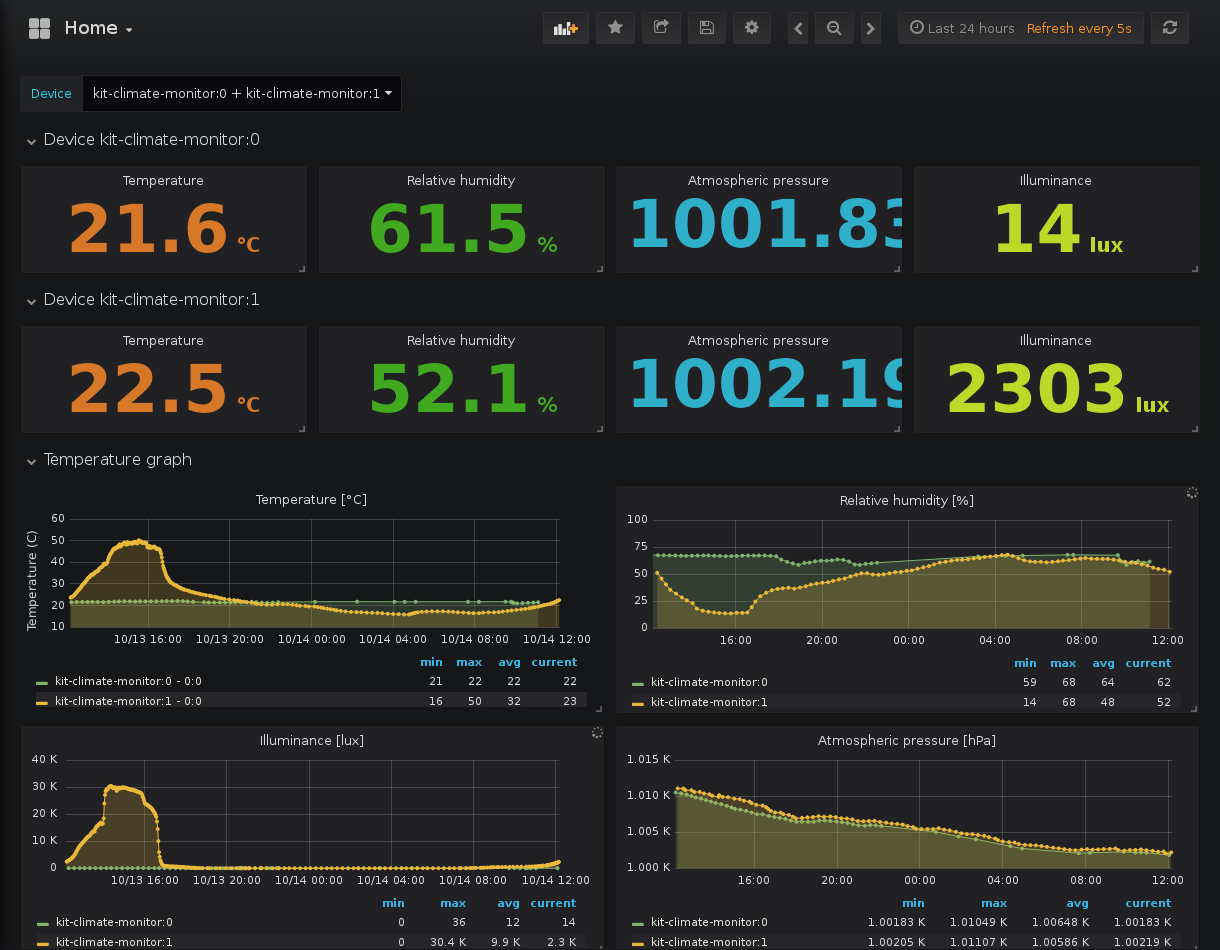 Home
Last 24 hours Refresh every 5s
Device kit-climate-monitor:0 + kit-climate-monitor:1
Device kit-climate-monitor:0
Temperature
21.6 °C
Relative humidity
61.5 %
Atmospheric pressure
1001.83
Illuminance
14 lux
Device kit-climate-monitor:1
Temperature
22.5 °C
Relative humidity
52.1 %
Atmospheric pressure
1002.19
Illuminance
2303 lux
Temperature graph
Temperature [°C]
Temperature (C)
60
50
40
30
20
10
10/13 16:00 10/13 20:00 10/14 00:00 10/14 04:00 10/14 08:00 10/14 12:00
min max avg current
kit-climate-monitor:0 - 0:0 21 22 22 22
kit-climate-monitor:1 - 0:0 16 50 32 23
Relative humidity [%]
100
75
50
25
0
16:00 20:00 00:00 04:00 08:00 12:00
min max avg current
kit-climate-monitor:0 59 68 64 62
kit-climate-monitor:1 14 68 48 52
Illuminance [lux]
40 K
30 K
20 K
10 K
0
10/13 16:00 10/13 20:00 10/14 00:00 10/14 04:00 10/14 08:00 10/14 12:00
min max avg current
kit-climate-monitor:0 0 36 12 14
kit-climate-monitor:1 0 30.4 K 9.9 K 2.3 K
Atmospheric pressure [hPa]
1.015 K
1.010 K
1.005 K
1.000 K
16:00 20:00 00:00 04:00 08:00 12:00
min max avg current
kit-climate-monitor:0 1.00183 K 1.01049 K 1.00648 K 1.00183 K
kit-climate-monitor:1 1.00205 K 1.01107 K 1.00586 K 1.00219 K